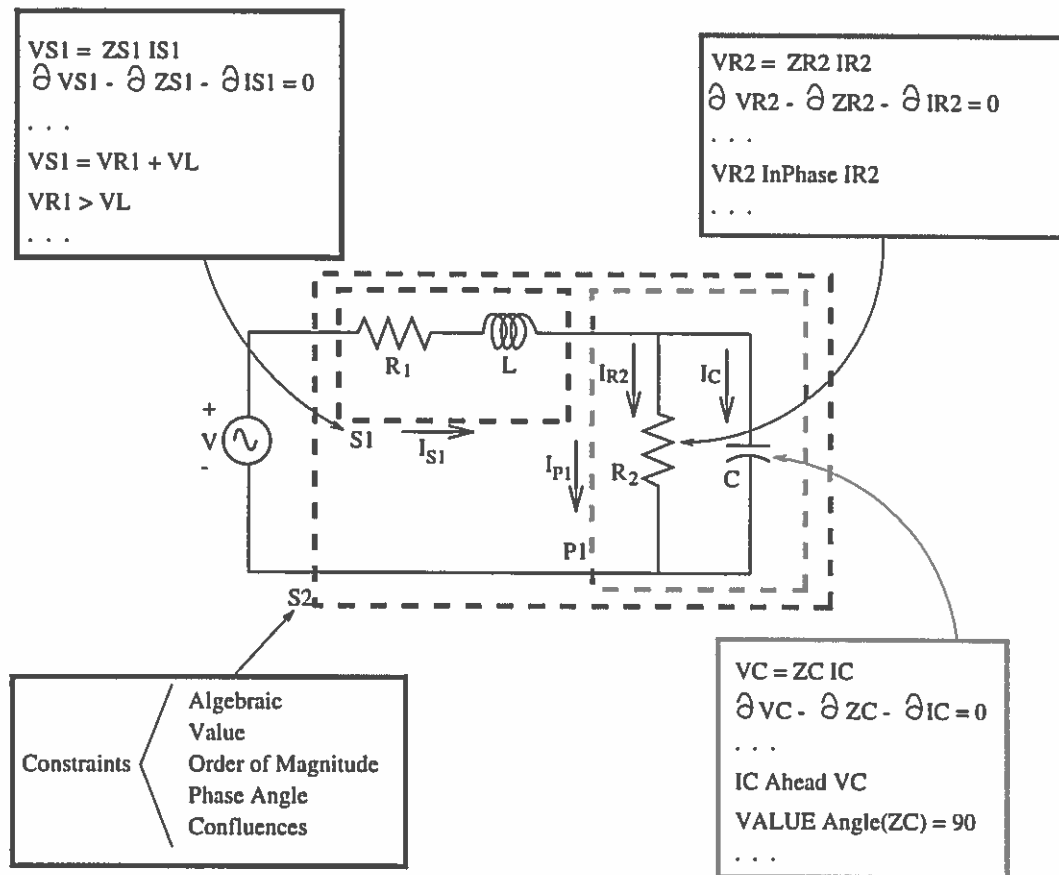 VS1 = ZS1 IS1
∂ VS1 - ∂ ZS1 - ∂ IS1 = 0
. . .
VS1 = VR1 + VL
VR1 > VL
. . .
VR2 = ZR2 IR2
∂ VR2 - ∂ ZR2 - ∂ IR2 = 0
. . .
VR2 InPhase IR2
. . .
R1
L
IR2
IC
+
V
-
S1
IS1
IP1
R2
C
P1
S2
Constraints
Algebraic
Value
Order of Magnitude
Phase Angle
Confluences
VC = ZC IC
∂ VC - ∂ ZC - ∂ IC = 0
. . .
IC Ahead VC
VALUE Angle(ZC) = 90
. . .